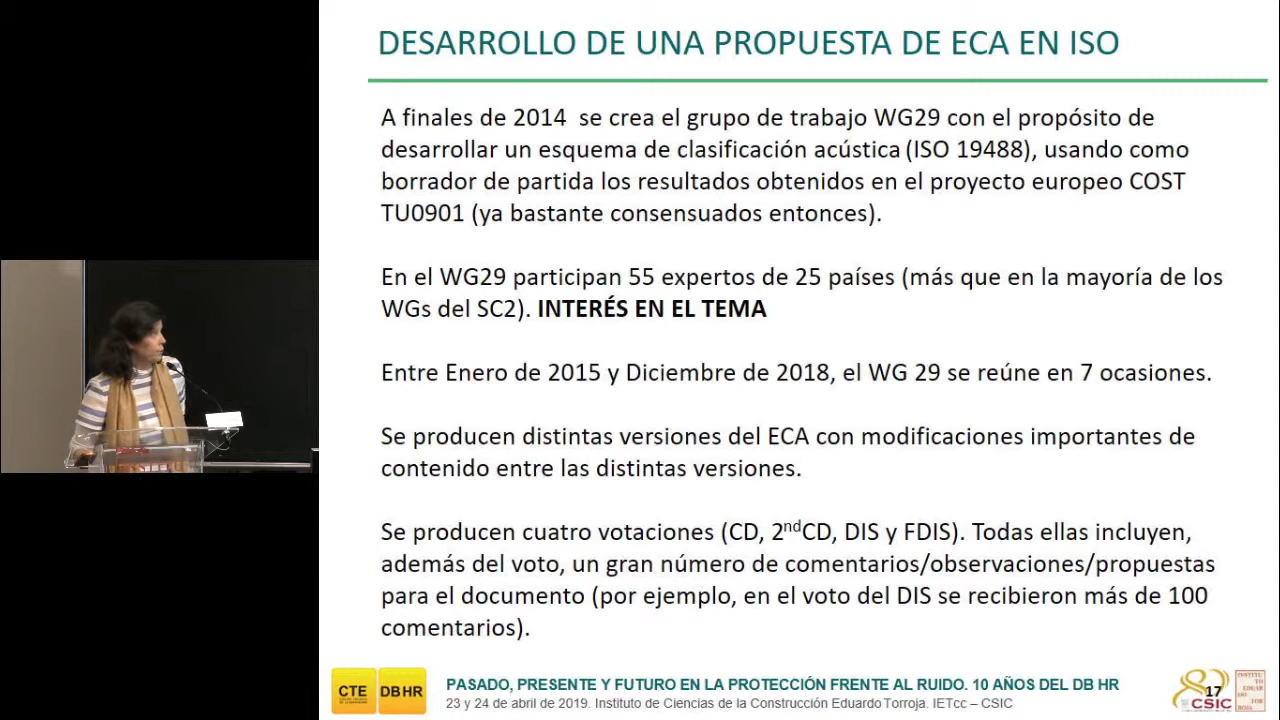 DESARROLLO DE UNA PROPUESTA DE ECA EN ISO
A finales de 2014 se crea el grupo de trabajo WG29 con el propósito de
desarrollar un esquema de clasificación acústica (ISO 19488), usando como
borrador de partida los resultados obtenidos en el proyecto europeo COST
TU0901 (ya bastante consensuados entonces).
En el WG29 participan 55 expertos de 25 países (más que en la mayoría de los
WGs del SC2). INTERÉS EN EL TEMA
Entre Enero de 2015 y Diciembre de 2018, el WG 29 se reúne en 7 ocasiones.
Se producen distintas versiones del ECA con modificaciones importantes de
contenido entre las distintas versiones.
Se producen cuatro votaciones (CD, 2ndCD, DIS y FDIS). Todas ellas incluyen,
además del voto, un gran número de comentarios/observaciones/propuestas
para el documento (por ejemplo, en el voto del DIS se recibieron más de 100
comentarios).
CTE DB HR
PASADO, PRESENTE Y FUTURO EN LA PROTECCIÓN FRENTE AL RUIDO. 10 AÑOS DEL DB HR
23 y 24 de abril de 2019. Instituto de Ciencias de la Construcción Eduardo Torroja. IETcc – CSIC
17
CSIC